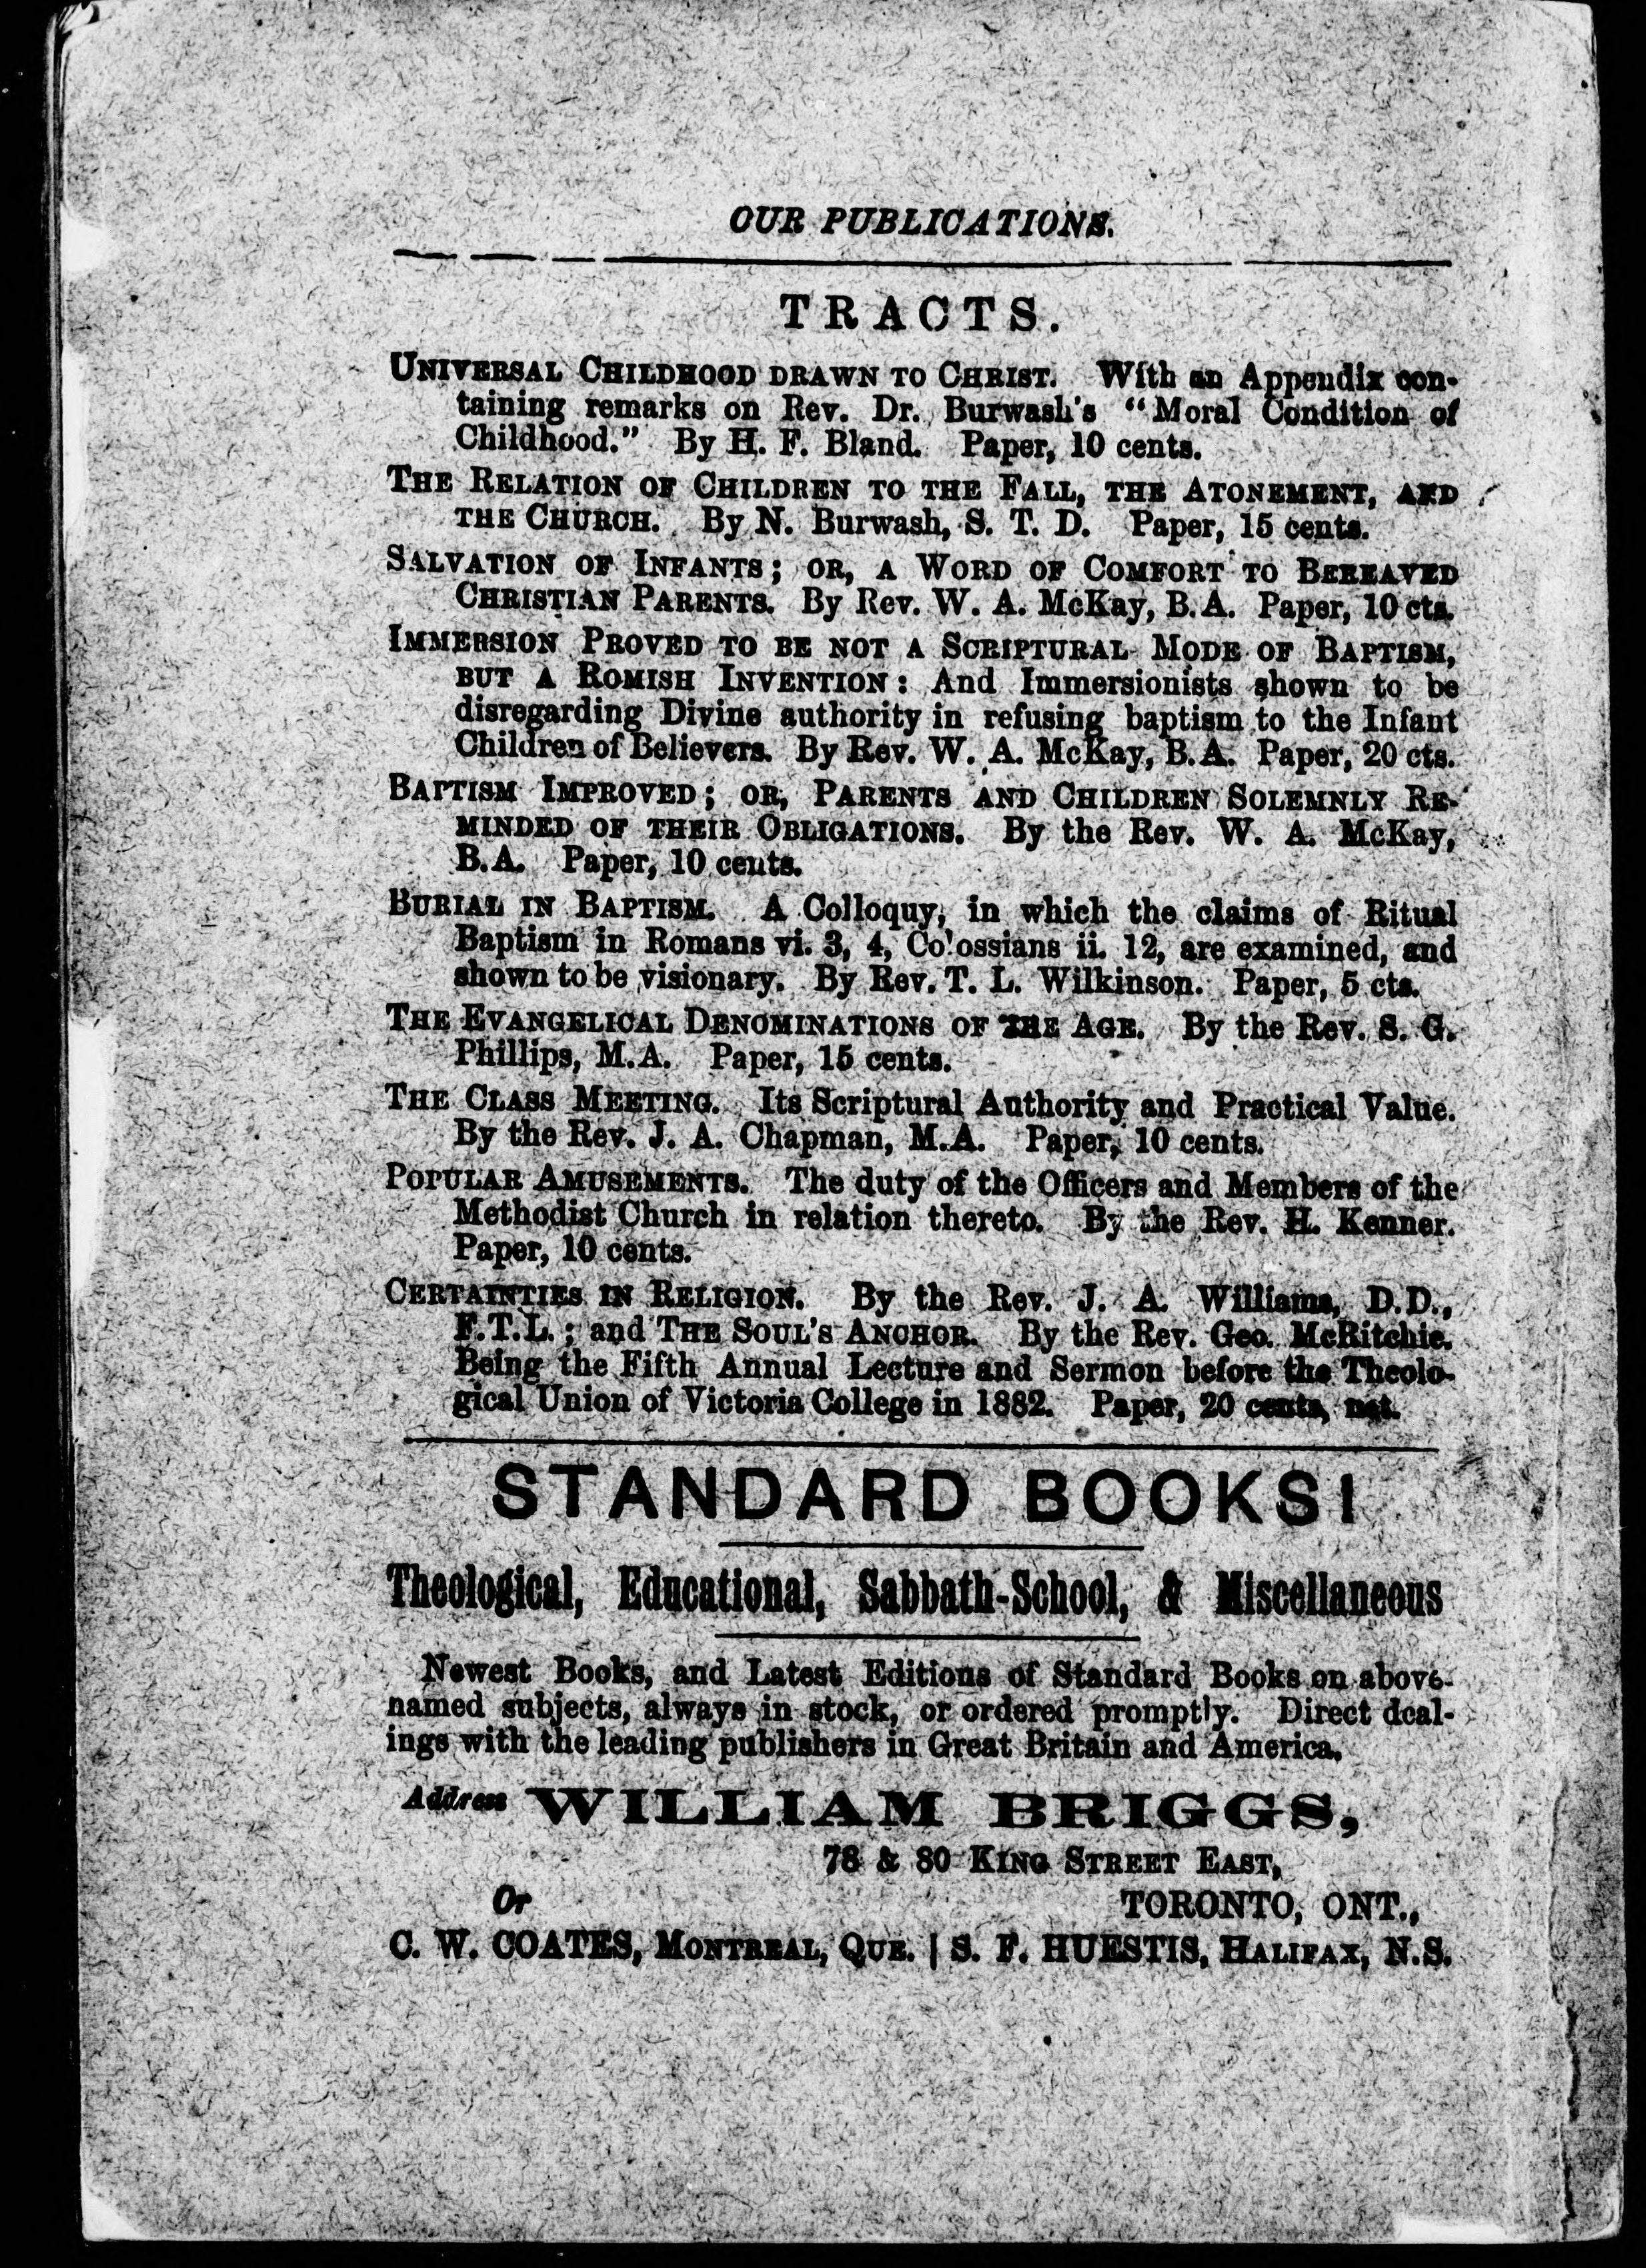 OUR PUBLICATIONS.
TRACTS.
UNIVERSAL CHILDHOOD DRAWN TO CHRIST. With an Appendix con-
taining remarks on Rev. Dr. Burwash's "Moral Condition of
Childhood." By H. F. Bland. Paper, 10 cents.
THE RELATION OF CHILDREN TO THE FALL, THE ATONEMENT, AND
THE CHURCH. By N. Burwash, S. T. D. Paper, 15 cents.
SALVATION OF INFANTS; OR, A WORD OF COMFORT TO BEREAVED
CHRISTIAN PARENTS. By Rev. W. A. McKay, B.A. Paper, 10 cts.
IMMERSION PROVED TO BE NOT A SCRIPTURAL MODE OF BAPTISM,
BUT A ROMISH INVENTION: And Immersionists shown to be
disregarding Divine authority in refusing baptism to the Infant
Children of Believers. By Rev. W. A. McKay, B.A. Paper, 20 cts.
BAPTISM IMPROVED; OR, PARENTS AND CHILDREN SOLEMNLY RE-
MINDED OF THEIR OBLIGATIONS. By the Rev. W. A. McKay,
B.A. Paper, 10 cents.
BURIAL IN BAPTISM. A Colloquy, in which the claims of Ritual
Baptism in Romans vi. 3, 4, Colossians ii. 12, are examined, and
shown to be visionary. By Rev. T. L. Wilkinson. Paper, 5 cts.
THE EVANGELICAL DENOMINATIONS OF THE AGE. By the Rev. S. G.
Phillips, M.A. Paper, 15 cents.
THE CLASS MEETING. Its Scriptural Authority and Practical Value.
By the Rev. J. A. Chapman, M.A. Paper, 10 cents.
POPULAR AMUSEMENTS. The duty of the Officers and Members of the
Methodist Church in relation thereto. By the Rev. H. Kenner.
Paper, 10 cents.
CERTAINTIES IN RELIGION. By the Rev. J. A. Williams, D.D.,
F.T.L.; and THE SOUL'S ANCHOR. By the Rev. Geo. McRitchie.
Being the Fifth Annual Lecture and Sermon before the Theolo-
gical Union of Victoria College in 1882. Paper, 20 cents, net.
STANDARD BOOKS!
Theological, Educational, Sabbath-School, & Miscellaneous
Newest Books, and Latest Editions of Standard Books on above-
named subjects, always in stock, or ordered promptly. Direct deal-
ings with the leading publishers in Great Britain and America.
Address WILLIAM BRIGGS,
78 & 80 KING STREET EAST,
Or TORONTO, ONT.,
C. W. COATES, MONTREAL, QUE. | S. F. HUESTIS, HALIFAX, N.S.